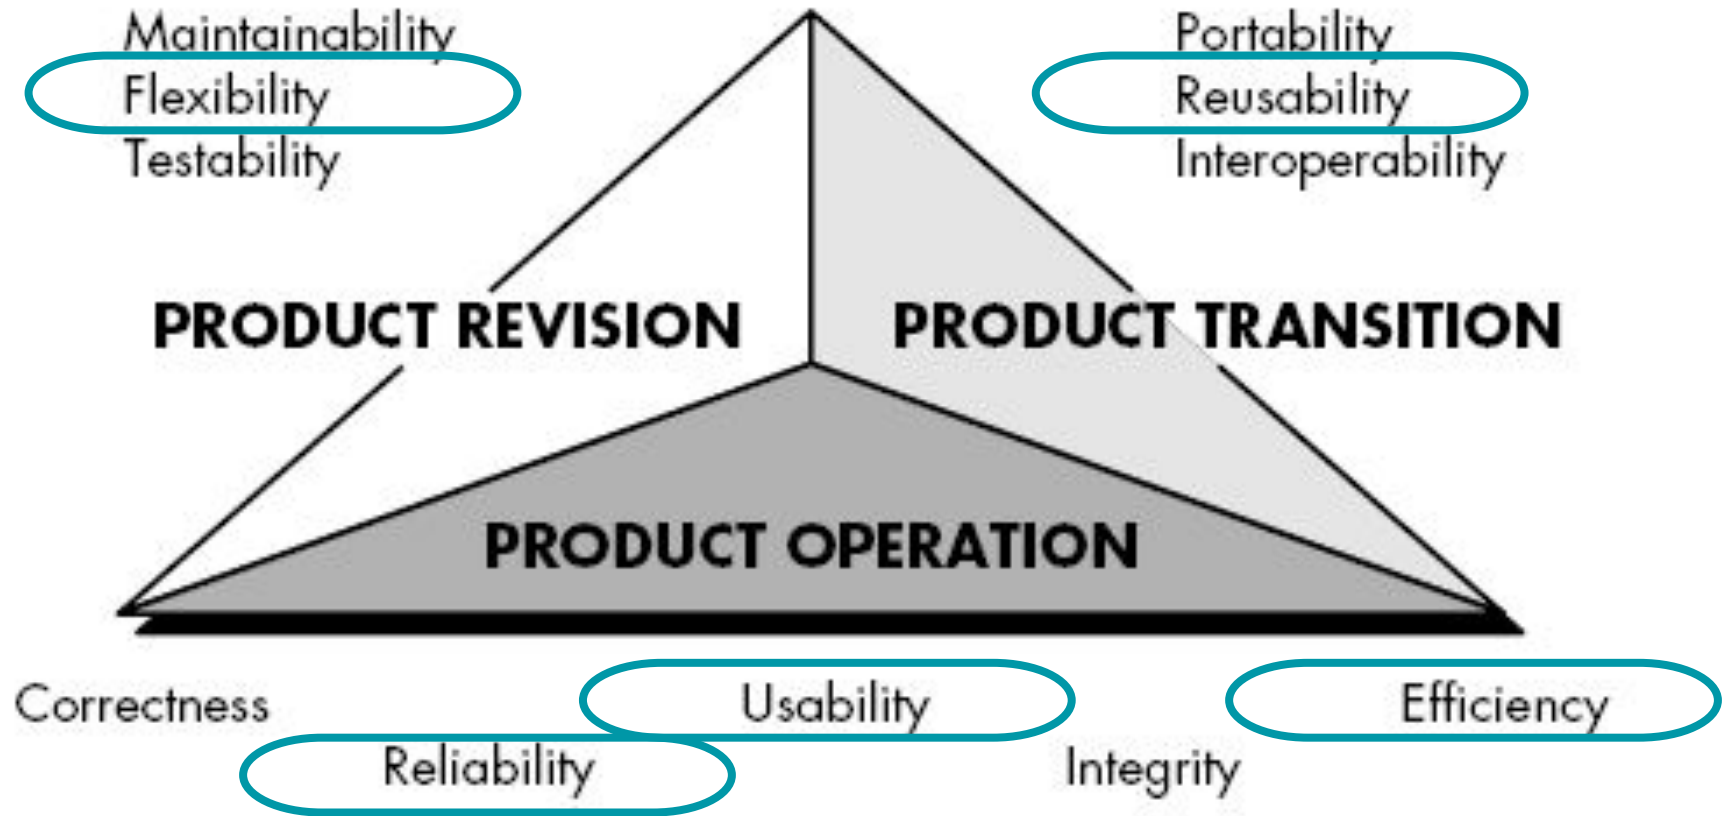 Maintainability
Flexibility
Testability
Portability
Reusability
Interoperability
PRODUCT REVISION
PRODUCT TRANSITION
PRODUCT OPERATION
Correctness
Usability
Efficiency
Reliability
Integrity